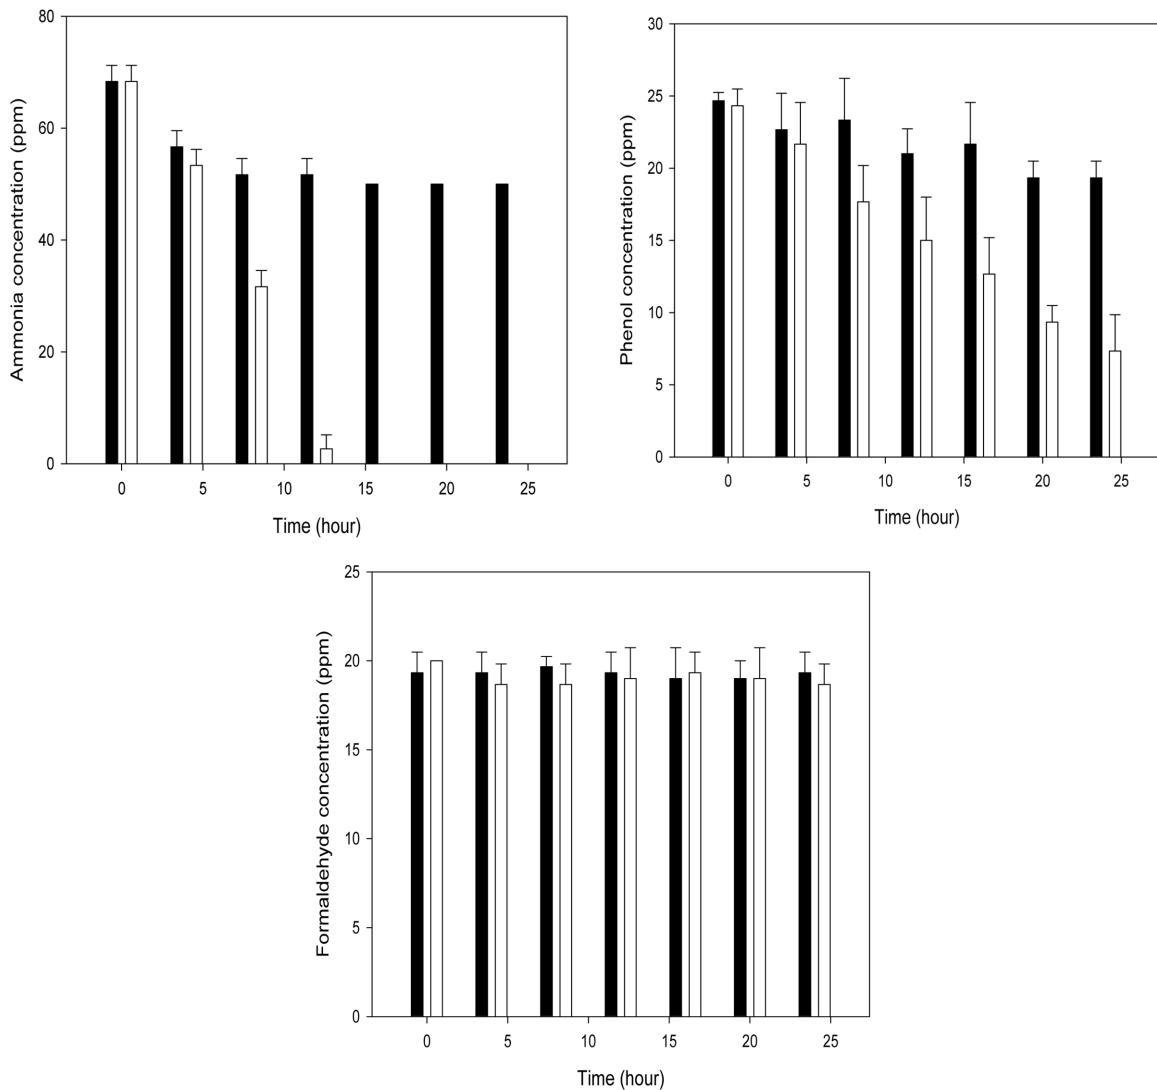 Ammonia concentration (ppm)
80
60
40
20
0
0 5 10 15 20 25
Time (hour)
Phenol concentration (ppm)
30
25
20
15
10
5
0
0 5 10 15 20 25
Time (hour)
Formaldehyde concentration (ppm)
25
20
15
10
5
0
0 5 10 15 20 25
Time (hour)